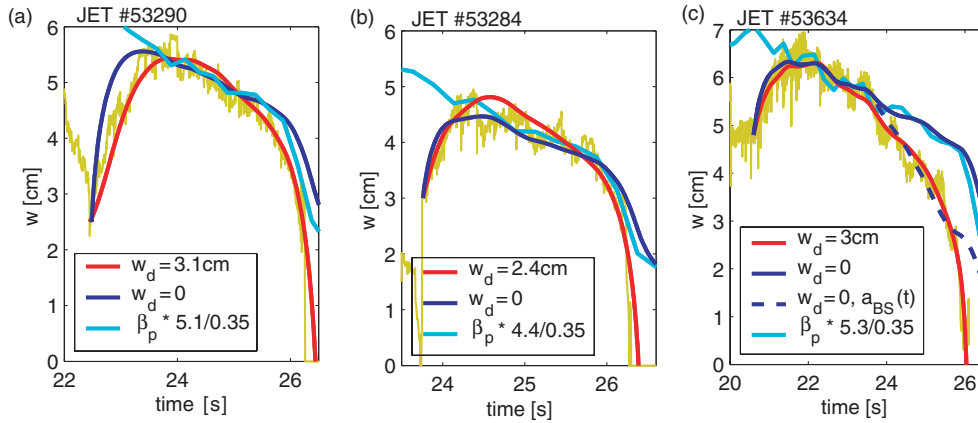 (a)
JET #53290
6
5
4
3
2
1
0
w [cm]
w_d = 3.1cm
w_d = 0
β_p * 5.1/0.35
22 24 26
time [s]
(b)
JET #53284
6
5
4
3
2
1
0
w [cm]
w_d = 2.4cm
w_d = 0
β_p * 4.4/0.35
24 25 26
time [s]
(c)
JET #53634
7
6
5
4
3
2
1
0
w [cm]
w_d = 3cm
w_d = 0
w_d = 0, a_BS(t)
β_p * 5.3/0.35
20 22 24 26
time [s]